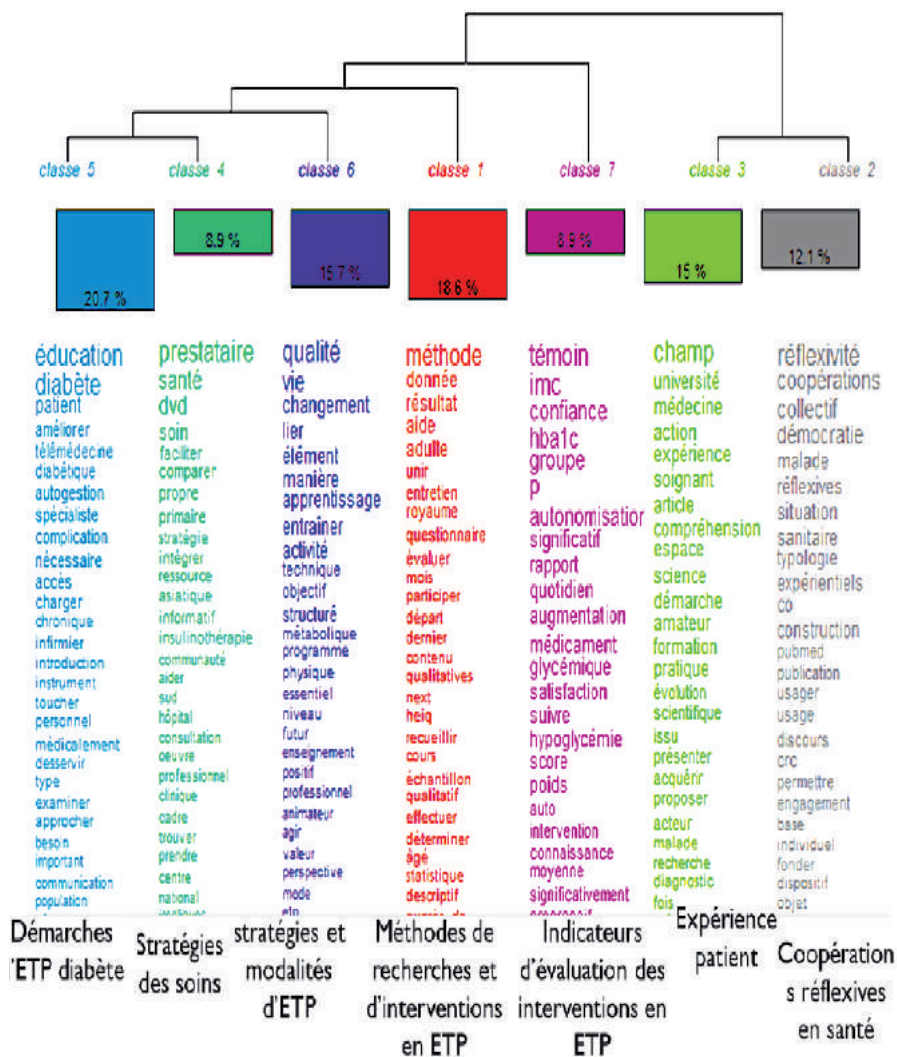 classe 5
classe 4
classe 6
classe 1
classe 7
classe 3
classe 2
20.7 %
8.9 %
15.7 %
18.6 %
8.9 %
15 %
12.1 %
éducation
diabète
patient
améliorer
télémédecine
diabétique
autogestion
spécialiste
complication
nécessaire
accès
charger
chronique
infirmier
introduction
instrument
toucher
personnel
médicalement
desservir
type
examiner
approcher
besoin
important
communication
population
prestataire
santé
dvd
soin
faciliter
comparer
propre
primaire
stratégie
intégrer
ressource
asiatique
informatif
insulinothérapie
communauté
aider
sud
hôpital
consultation
oeuvre
professionnel
clinique
cadre
trouver
prendre
centre
national
qualité
vie
changement
lier
élément
manière
apprentissage
entraîner
activité
technique
objectif
structuré
métabolique
programme
physique
essentiel
niveau
futur
enseignement
positif
professionnel
animateur
agir
valeur
perspective
mode
etp
méthode
donnée
résultat
aide
adulte
unir
entretien
royaume
questionnaire
évaluer
mois
participer
départ
dernier
contenu
qualitatives
next
heiq
recueillir
cours
échantillon
qualitatif
effectuer
déterminer
âgé
statistique
descriptif
témoin
imc
confiance
hba1c
groupe
p
autonomisation
significatif
rapport
quotidien
augmentation
médicament
glycémique
satisfaction
suivre
hypoglycémie
score
poids
auto
intervention
connaissance
moyenne
significativement
champ
université
médecine
action
expérience
soignant
article
compréhension
espace
science
démarche
amateur
formation
pratique
évolution
scientifique
issu
présenter
acquérir
proposer
acteur
malade
recherche
diagnostic
fois
réflexivité
coopérations
collectif
démocratie
malade
réflexives
situation
sanitaire
typologie
expérientiels
co
construction
pubmed
publication
usager
usage
discours
crc
permettre
engagement
base
individuel
fonder
dispositif
objet
Démarches
'ETP diabète
Stratégies
des soins
stratégies et
modalités
d'ETP
Méthodes de
recherches et
d'interventions
en ETP
Indicateurs
d'évaluation des
interventions en
ETP
Expérience
patient
Coopération
s réflexives
en santé